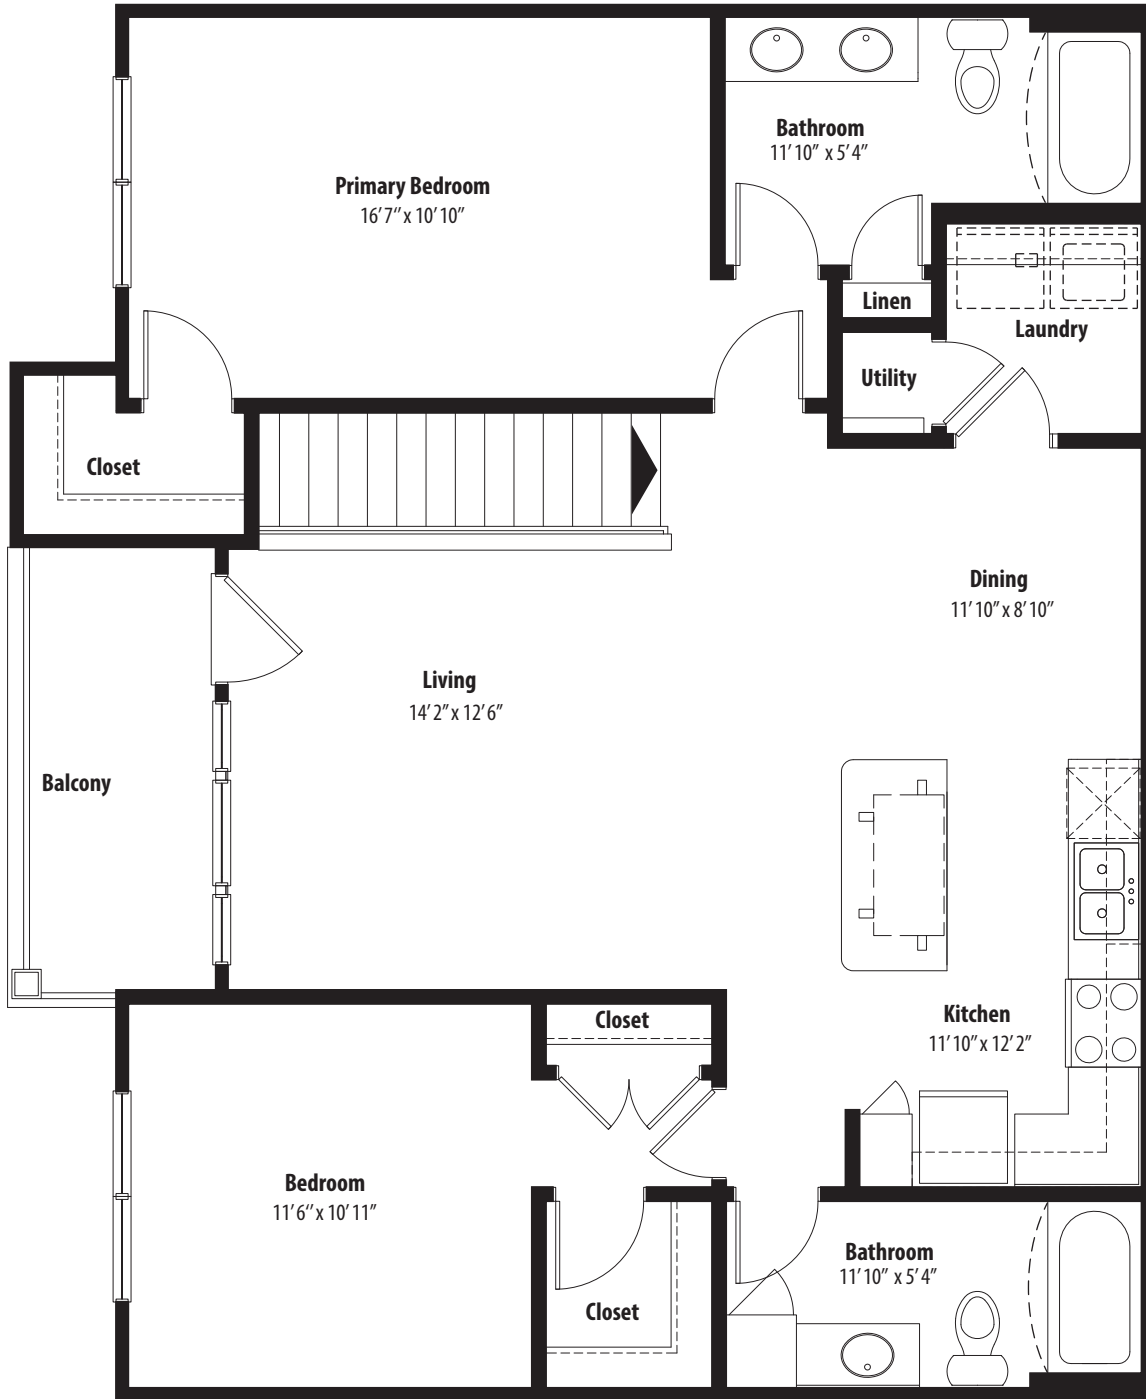 Bathroom
11'10" x 5'4"
Primary Bedroom
16'7" x 10'10"
Linen
Laundry
Utility
Closet
Dining
11'10" x 8'10"
Living
14'2" x 12'6"
Balcony
Kitchen
11'10" x 12'2"
Closet
Bedroom
11'6" x 10'11"
Bathroom
11'10" x 5'4"
Closet